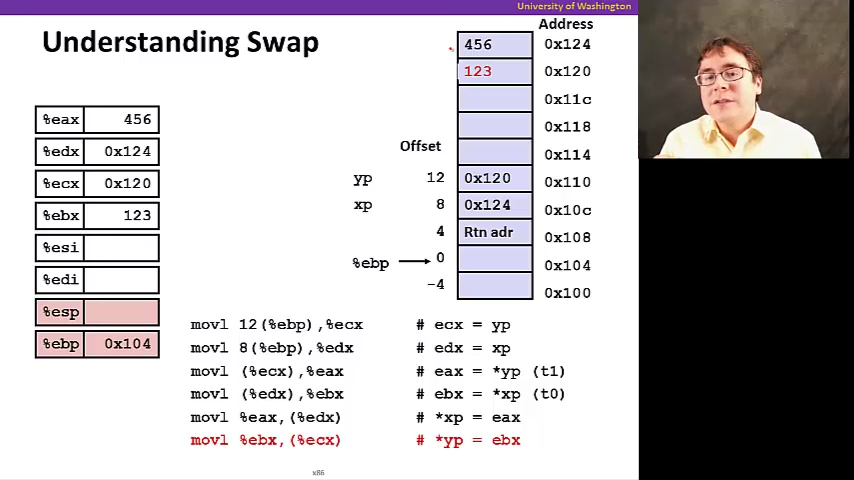 University of Washington
Understanding Swap
Address
456 0x124
123 0x120
0x11c
0x118
0x114
Offset
yp 12 0x120 0x110
xp 8 0x124 0x10c
4 Rtn adr 0x108
%ebp 0 0x104
-4 0x100
%eax 456
%edx 0x124
%ecx 0x120
%ebx 123
%esi
%edi
%esp
%ebp 0x104
movl 12(%ebp),%ecx # ecx = yp
movl 8(%ebp),%edx # edx = xp
movl (%ecx),%eax # eax = *yp (t1)
movl (%edx),%ebx # ebx = *xp (t0)
movl %eax,(%edx) # *xp = eax
movl %ebx,(%ecx) # *yp = ebx
x86